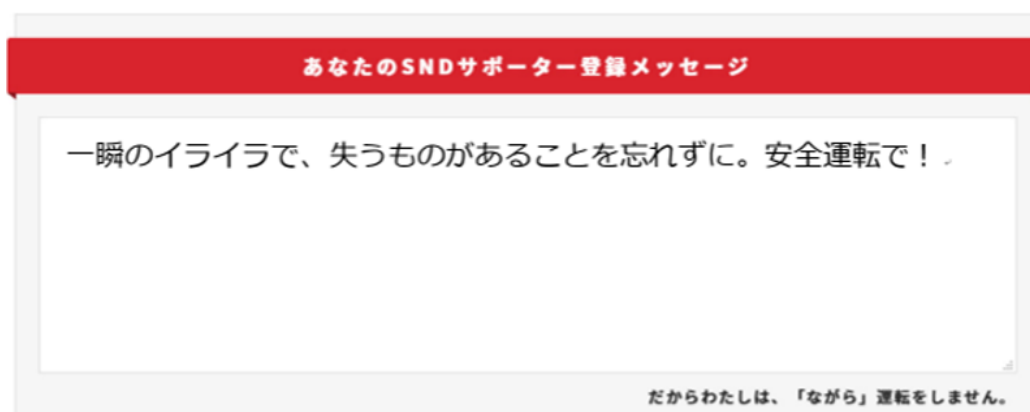 あなたのSNDサポーター登録メッセージ
一瞬のイライラで、失うものがあることを忘れずに。安全運転で！
だからわたしは、「ながら」運転をしません。